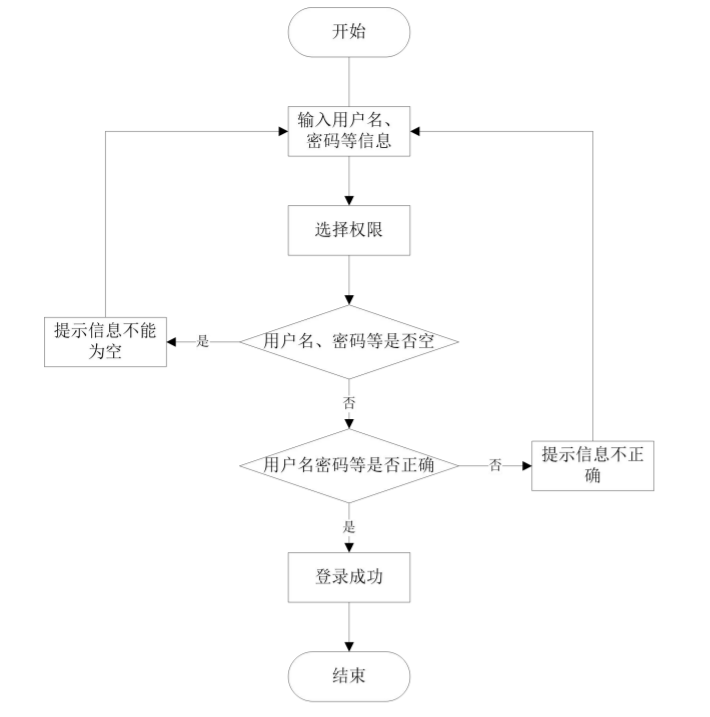 开始
输入用户名、
密码等信息
选择权限
提示信息不能
为空
是
用户名、密码等是否空
否
用户名密码等是否正确
否
提示信息不正
确
是
登录成功
结束